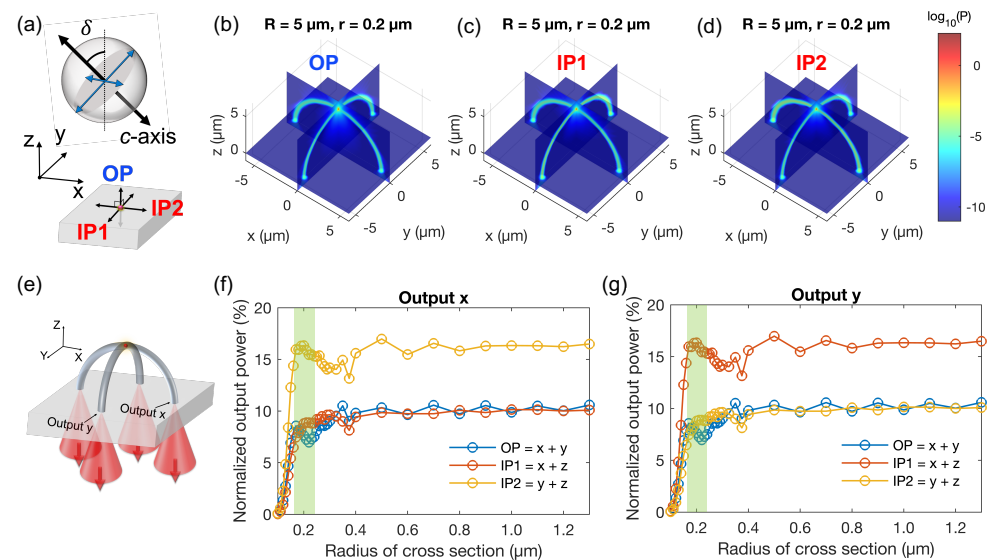 (a)
δ
c-axis
z
y
x
OP
IP2
IP1
(b)
R = 5 μm, r = 0.2 μm
OP
z (μm)
5
0
-5
0
5
x (μm)
5
0
-5
y (μm)
(c)
R = 5 μm, r = 0.2 μm
IP1
z (μm)
5
0
-5
0
5
x (μm)
5
0
-5
y (μm)
(d)
R = 5 μm, r = 0.2 μm
IP2
z (μm)
5
0
-5
0
5
x (μm)
5
0
-5
y (μm)
log10(P)
0
-5
-10
(e)
Z
Y
X
Output x
Output y
(f)
Output x
Normalized output power (%)
20
15
10
5
0
OP = x + y
IP1 = x + z
IP2 = y + z
0.2 0.4 0.6 0.8 1.0 1.2
Radius of cross section (μm)
(g)
Output y
Normalized output power (%)
20
15
10
5
0
OP = x + y
IP1 = x + z
IP2 = y + z
0.2 0.4 0.6 0.8 1.0 1.2
Radius of cross section (μm)